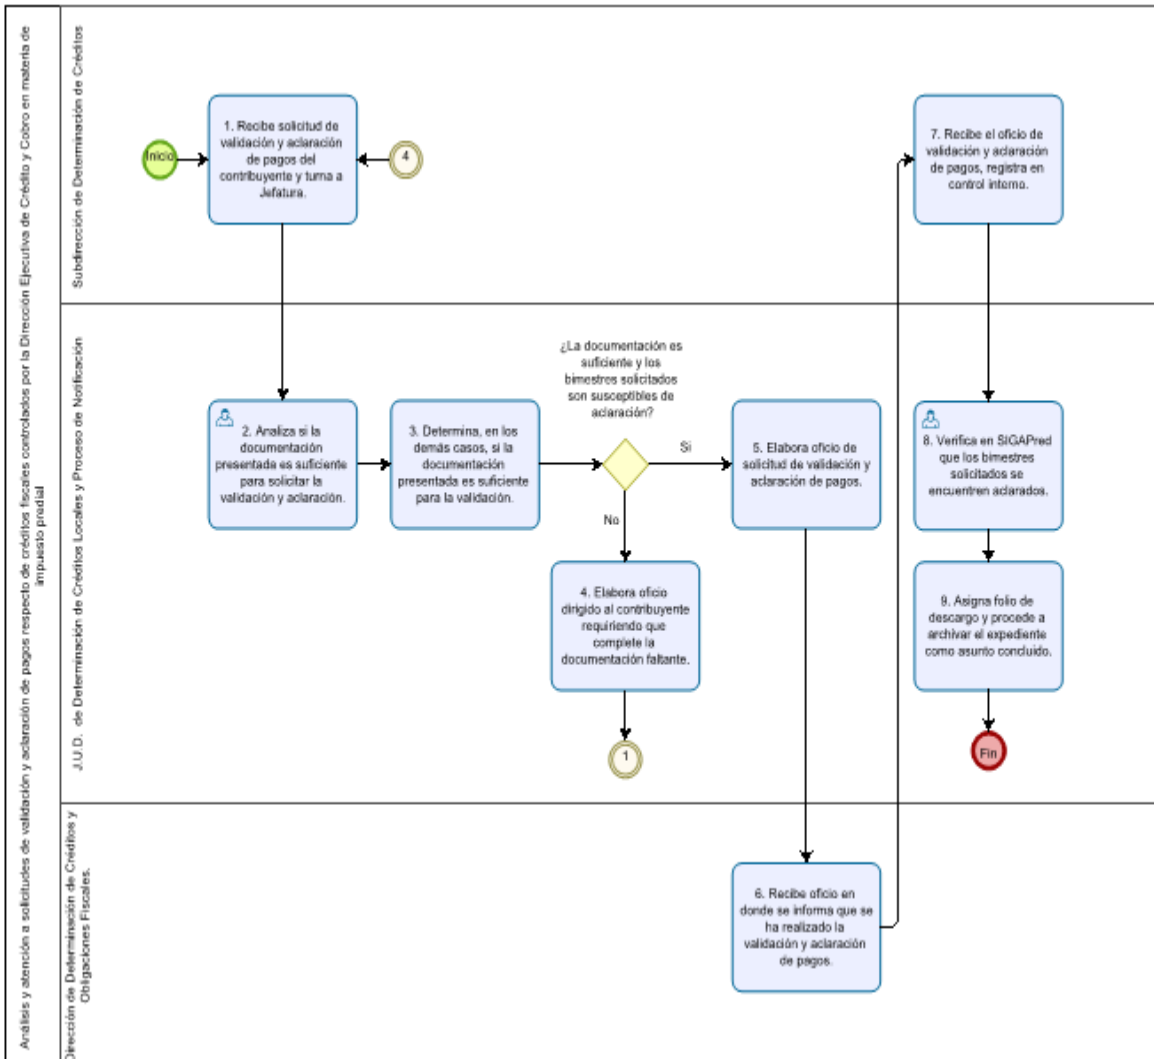 Análisis y atención a solicitudes de validación y aclaración de pagos respecto de créditos fiscales controlados por la Dirección Ejecutiva de Crédito y Cobro en materia de
impuesto predial
Subdirección de Determinación de Créditos
Inicio
1. Recibe solicitud de
validación y aclaración
de pagos del
contribuyente y turna a
Jefatura.
4
7. Recibe el oficio de
validación y aclaración
de pagos, registra en
control interno.
J.U.D. de Determinación de Créditos Locales y Proceso de Notificación
2. Analiza si la
documentación
presentada es suficiente
para solicitar la
validación y aclaración.
3. Determina, en los
demás casos, si la
documentación
presentada es suficiente
para la validación.
¿La documentación es
suficiente y los
bimestres solicitados
son susceptibles de
aclaración?
Si
No
4. Elabora oficio
dirigido al contribuyente
requiriendo que
complete la
documentación faltante.
1
5. Elabora oficio de
solicitud de validación y
aclaración de pagos.
8. Verifica en SIGAPred
que los bimestres
solicitados se
encuentren aclarados.
9. Asigna folio de
descargo y procede a
archivar el expediente
como asunto concluido.
Fin
Dirección de Determinación de Créditos y
Obligaciones Fiscales.
6. Recibe oficio en
donde se informa que se
ha realizado la
validación y aclaración
de pagos.